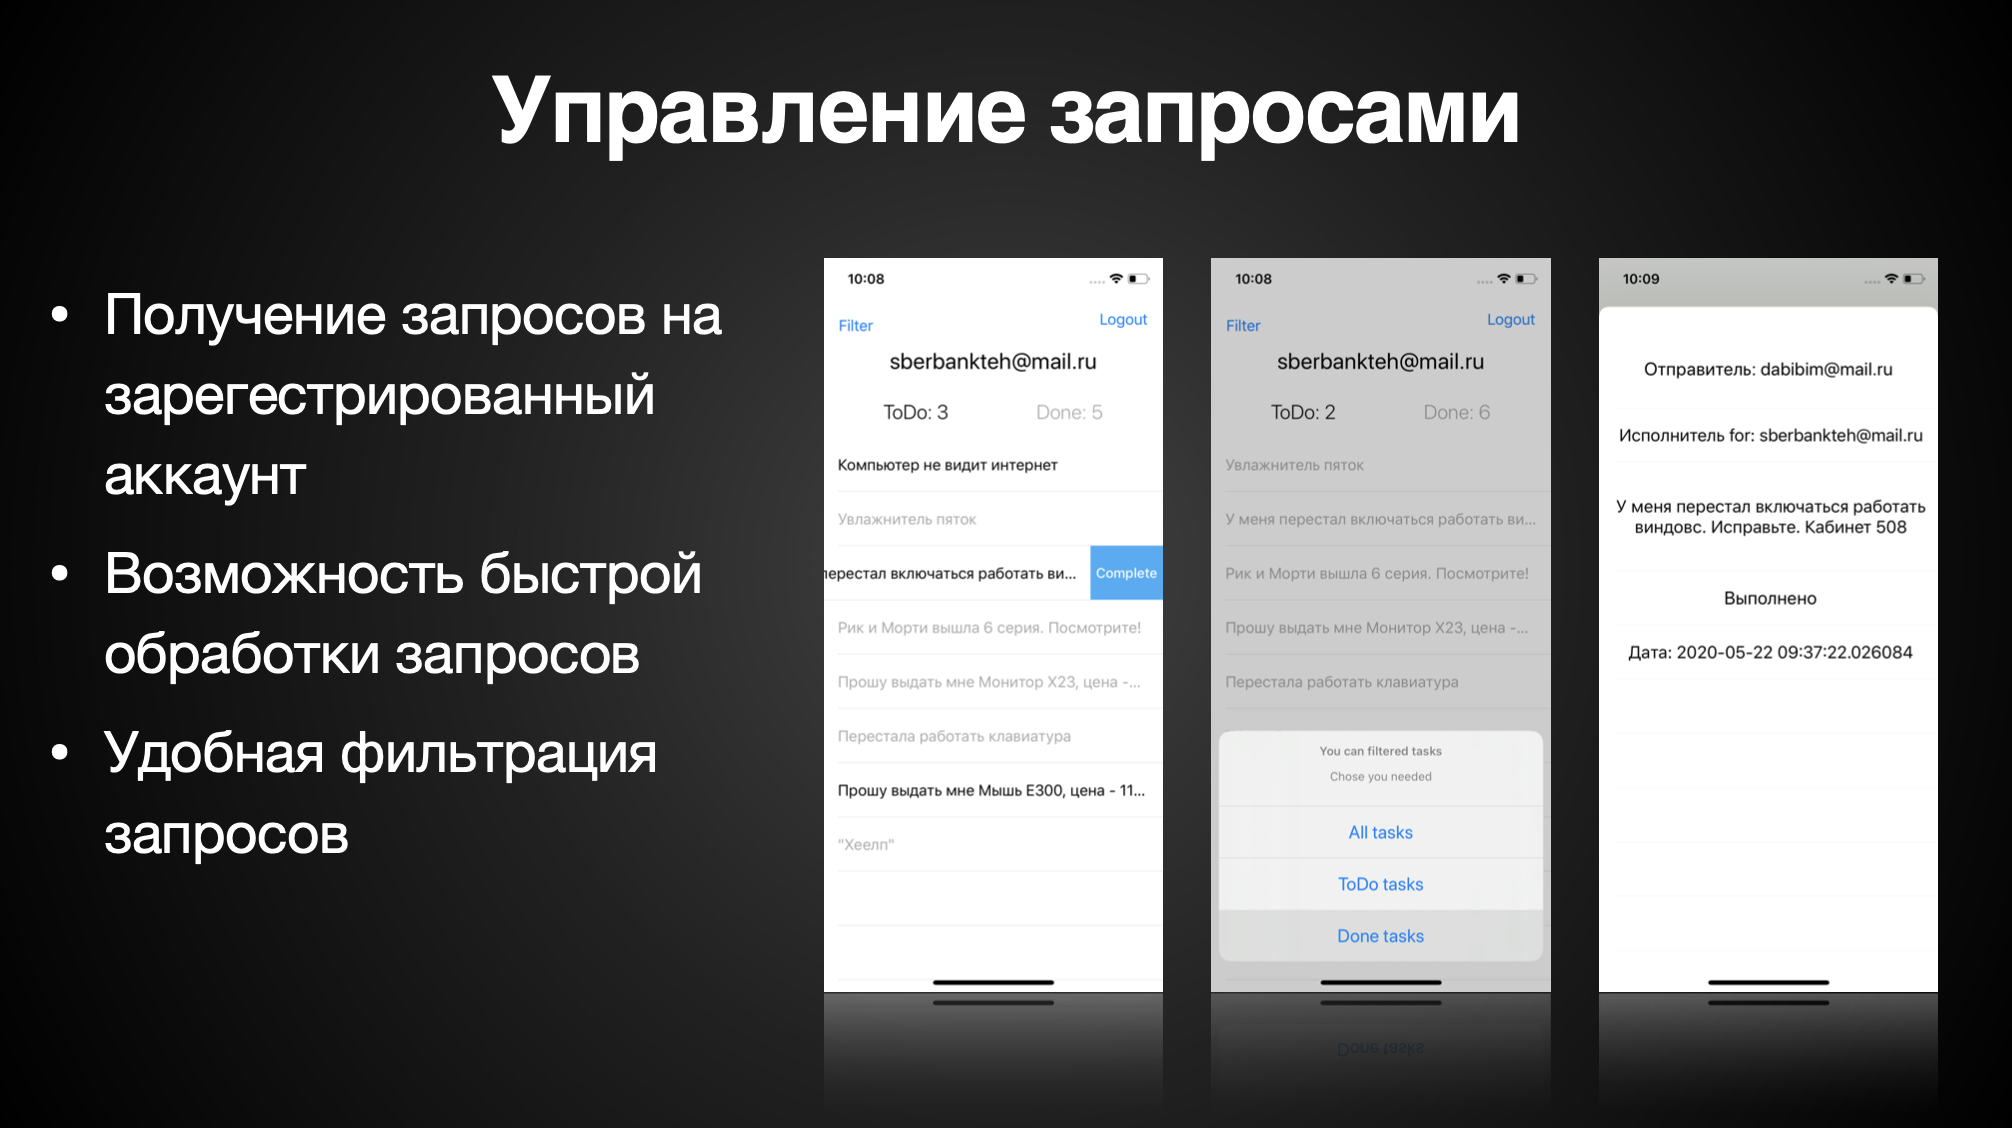 Управление запросами
• Получение запросов на
зарегестрированный
аккаунт
• Возможность быстрой
обработки запросов
• Удобная фильтрация
запросов
10:08
Filter
Logout
sberbankteh@mail.ru
ToDo: 3
Done: 5
Компьютер не видит интернет
Увлажнитель пяток
перестал включаться работать ви...
Complete
Рик и Морти вышла 6 серия. Посмотрите!
Прошу выдать мне Монитор X23, цена -...
Перестала работать клавиатура
Прошу выдать мне Мышь E300, цена - 11...
"Хеелп"
10:08
Filter
Logout
sberbankteh@mail.ru
ToDo: 2
Done: 6
Увлажнитель пяток
У меня перестал включаться работать ви...
Рик и Морти вышла 6 серия. Посмотрите!
Прошу выдать мне Монитор X23, цена -...
Перестала работать клавиатура
You can filtered tasks
Chose you needed
All tasks
ToDo tasks
Done tasks
10:09
Отправитель: dabibim@mail.ru
Исполнитель for: sberbankteh@mail.ru
У меня перестал включаться работать
виндовс. Исправьте. Кабинет 508
Выполнено
Дата: 2020-05-22 09:37:22.026084